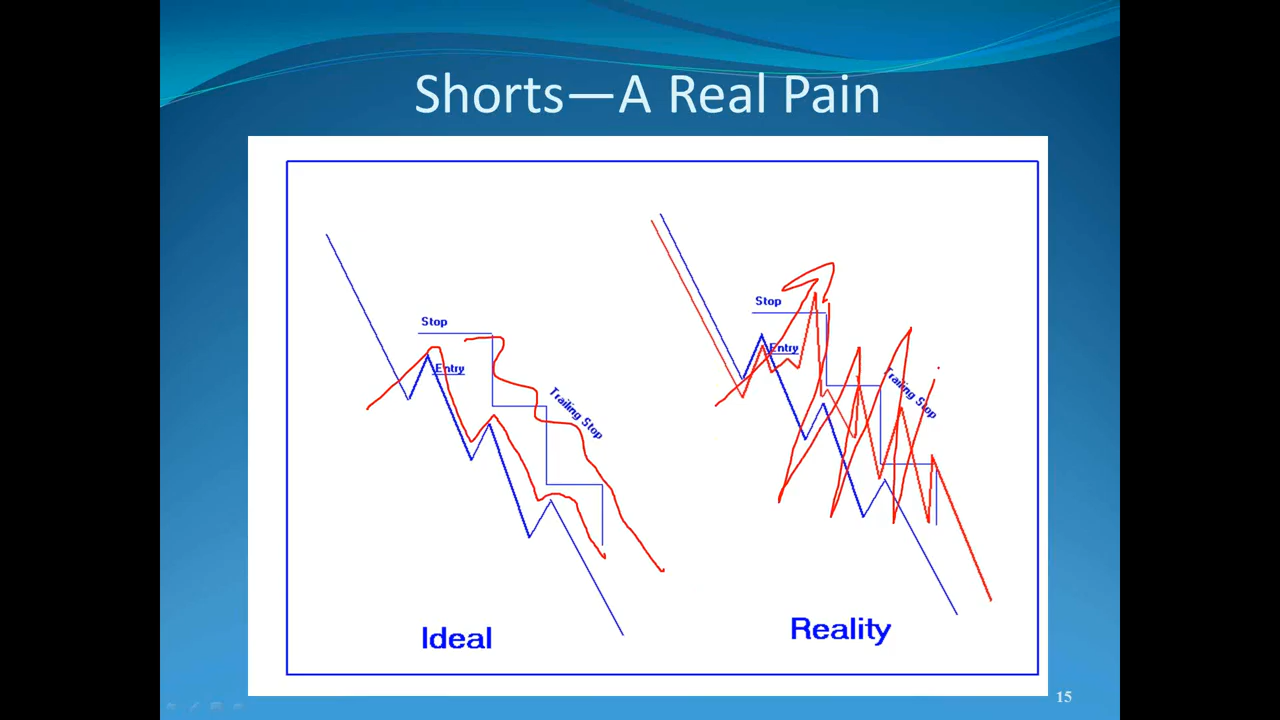 Shorts—A Real Pain
Stop
Entry
Trailing Stop
Ideal
Stop
Entry
Trailing Stop
Reality
15